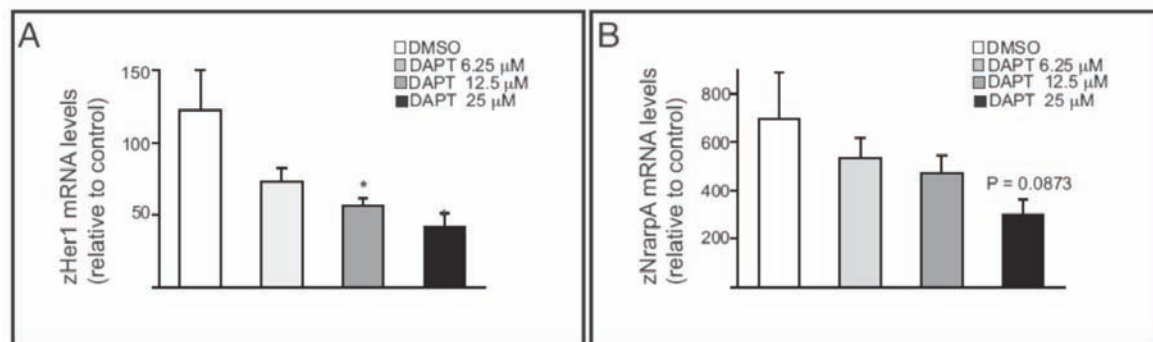 A
DMSO
DAPT 6.25 µM
DAPT 12.5 µM
DAPT 25 µM
zHer1 mRNA levels
(relative to control)
150
100
50
*
*
B
DMSO
DAPT 6.25 µM
DAPT 12.5 µM
DAPT 25 µM
zNrarpA mRNA levels
(relative to control)
800
600
400
200
P = 0.0873